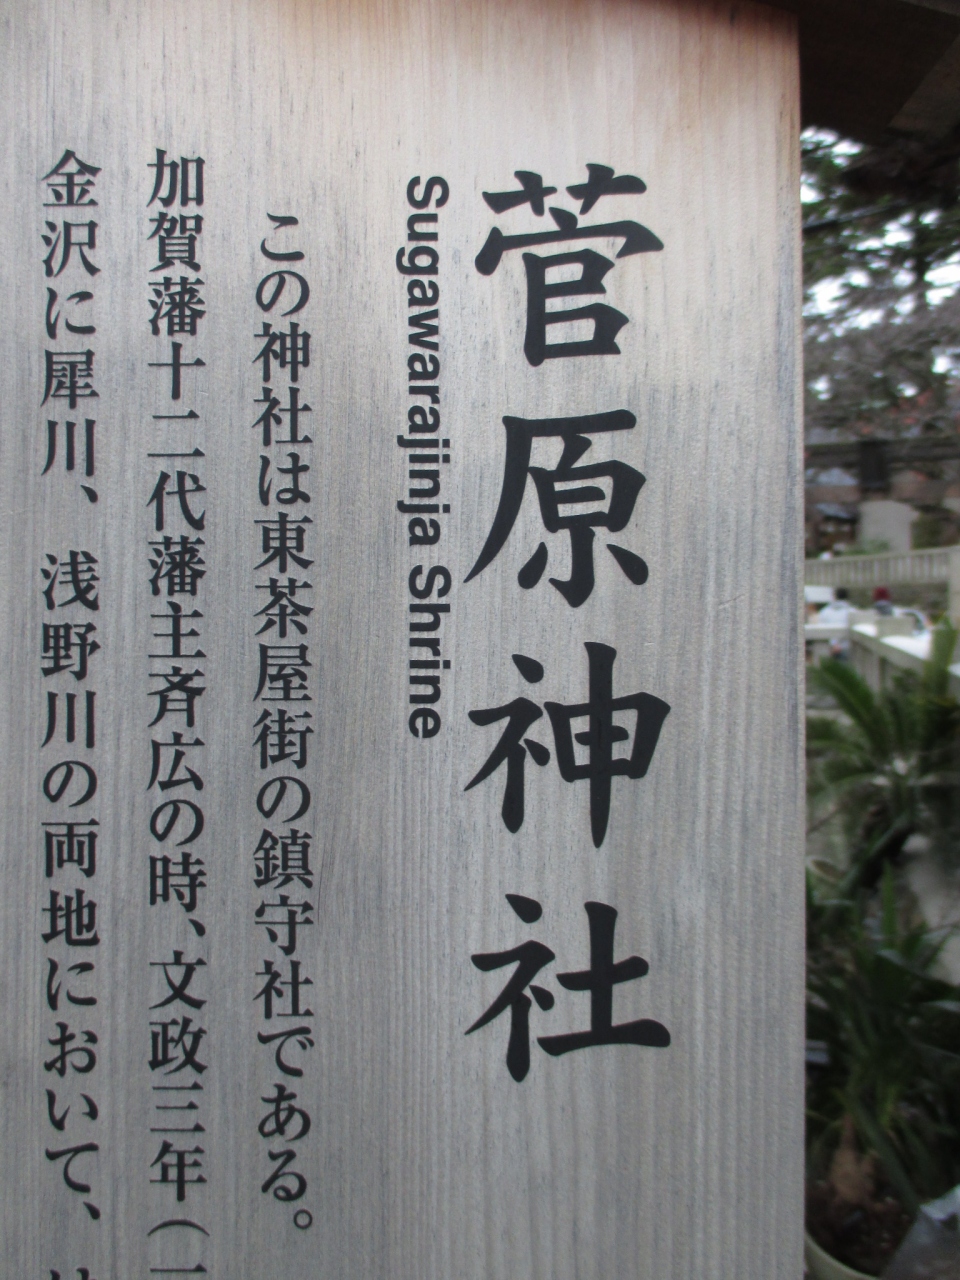 菅原神社
Sugawarajinja Shrine
この神社は東茶屋街の鎮守社である。
加賀藩十二代藩主斉広の時、文政三年（一
金沢に犀川、浅野川の両地において、